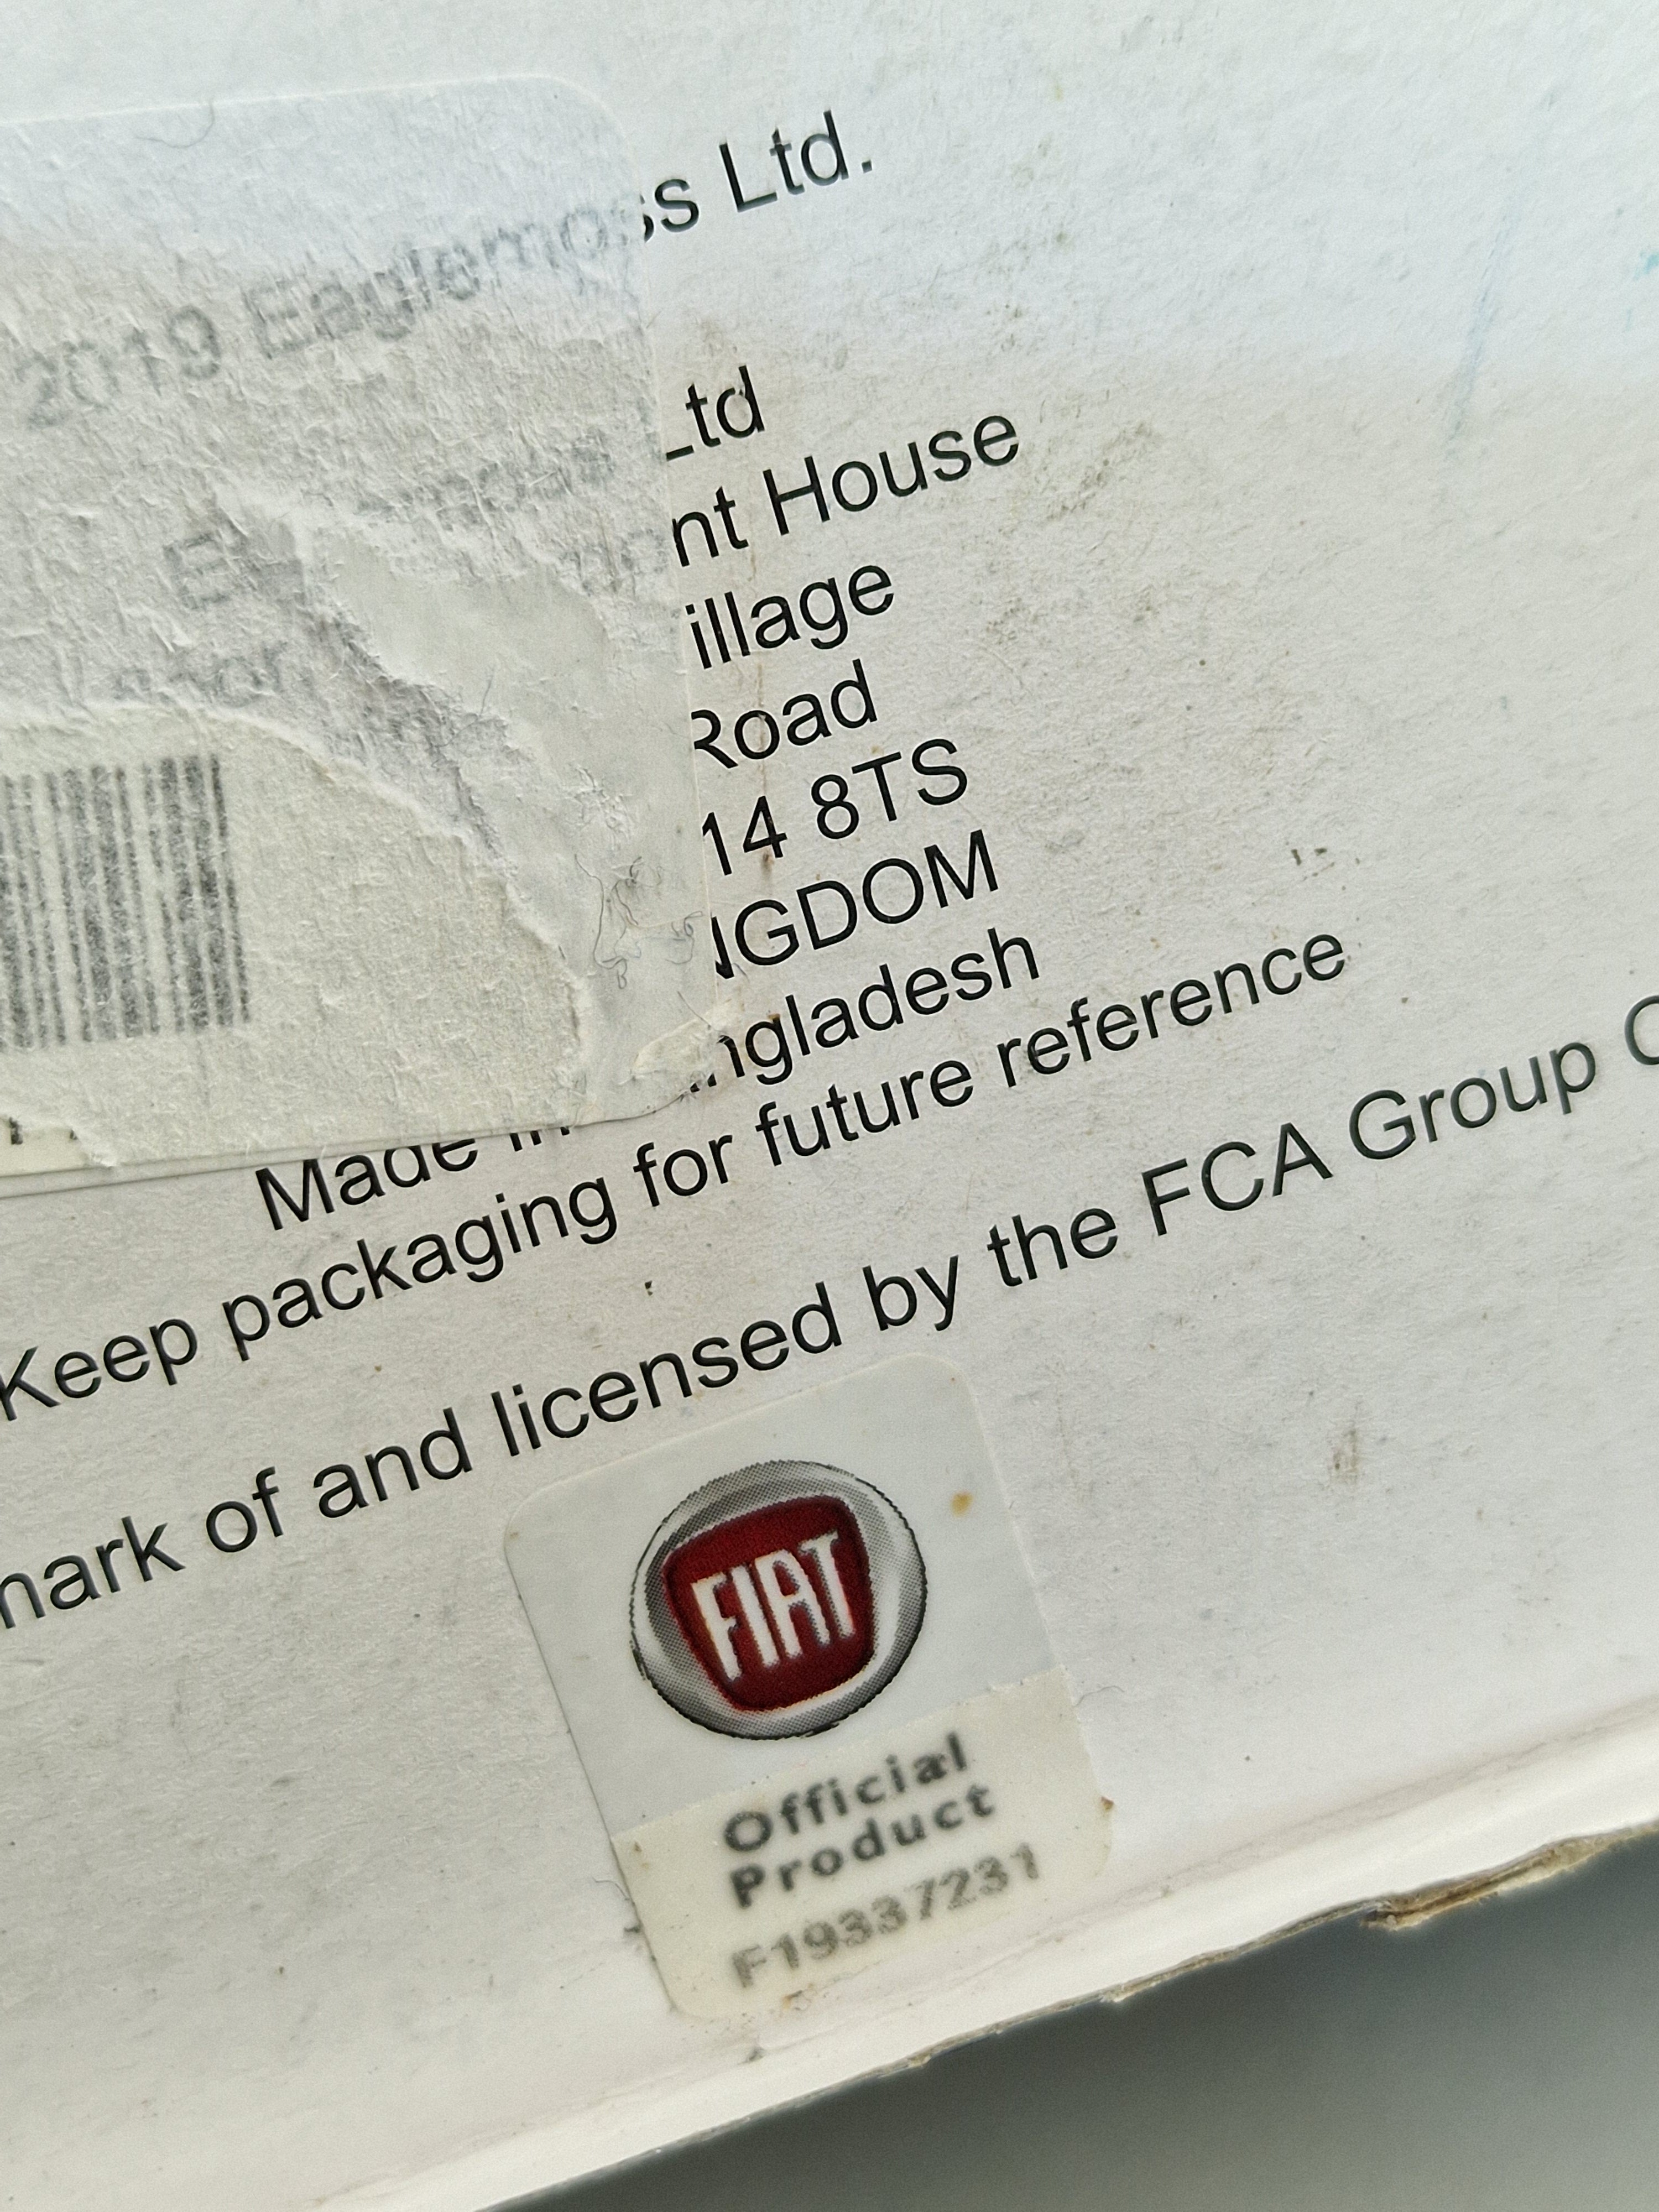 2019 Eaglemoss Ltd.
Ltd
nt House
illage
Road
14 8TS
NGDOM
Made in ngladesh
Keep packaging for future reference
mark of and licensed by the FCA Group
FIAT
Official
Product
F19337231